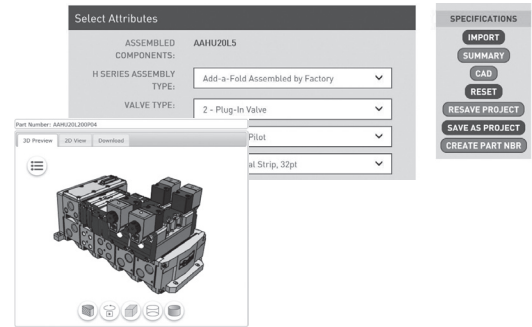 Select Attributes
ASSEMBLED
COMPONENTS:
AAHU20L5
H SERIES ASSEMBLY
TYPE:
Add-a-Fold Assembled by Factory
VALVE TYPE:
2 - Plug-In Valve
Pilot
al Strip, 32pt
Part Number: AAHU20L200P04
3D Preview
2D View
Download
SPECIFICATIONS
IMPORT
SUMMARY
CAD
RESET
RESAVE PROJECT
SAVE AS PROJECT
CREATE PART NBR